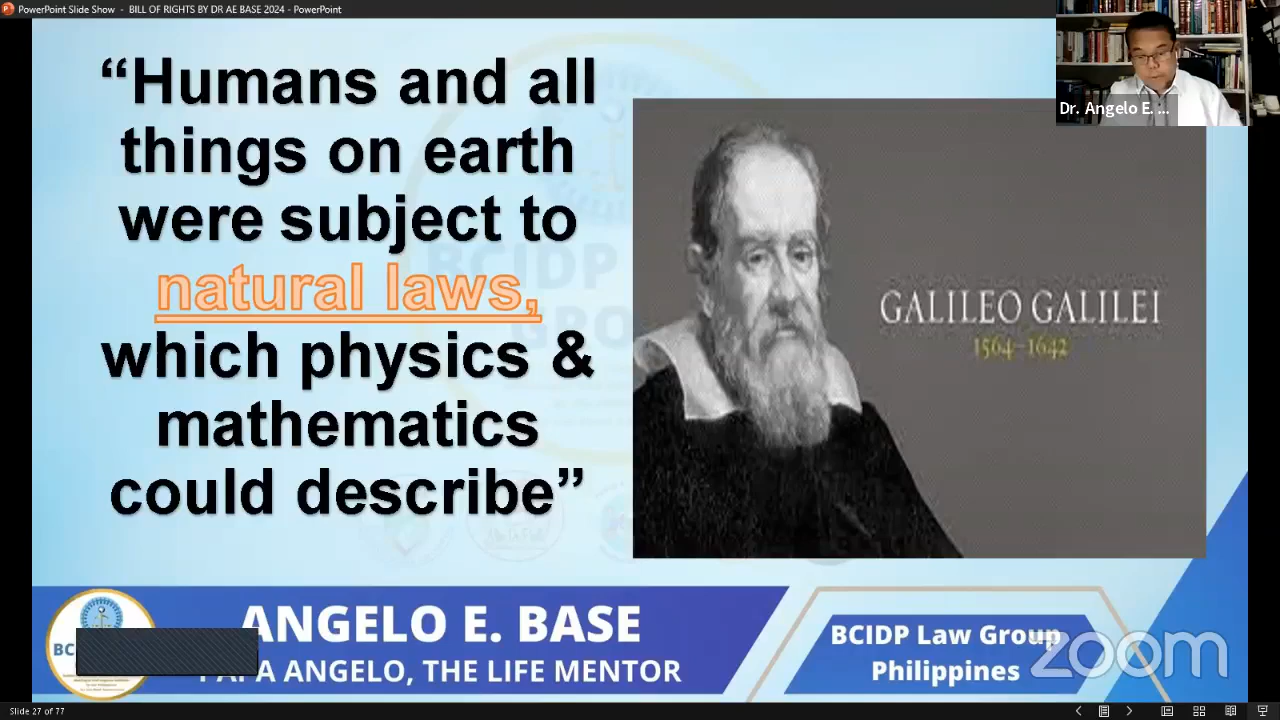 PowerPoint Slide Show - BILL OF RIGHTS BY DR AE BASE 2024 - PowerPoint
“Humans and all
things on earth
were subject to
natural laws,
which physics &
mathematics
could describe”
GALILEO GALILEI
1564–1642
Dr. Angelo E. ...
BCIDP
ANGELO E. BASE
ANGELO, THE LIFE MENTOR
BCIDP Law Group
Philippines
zoom
Slide 27 of 77